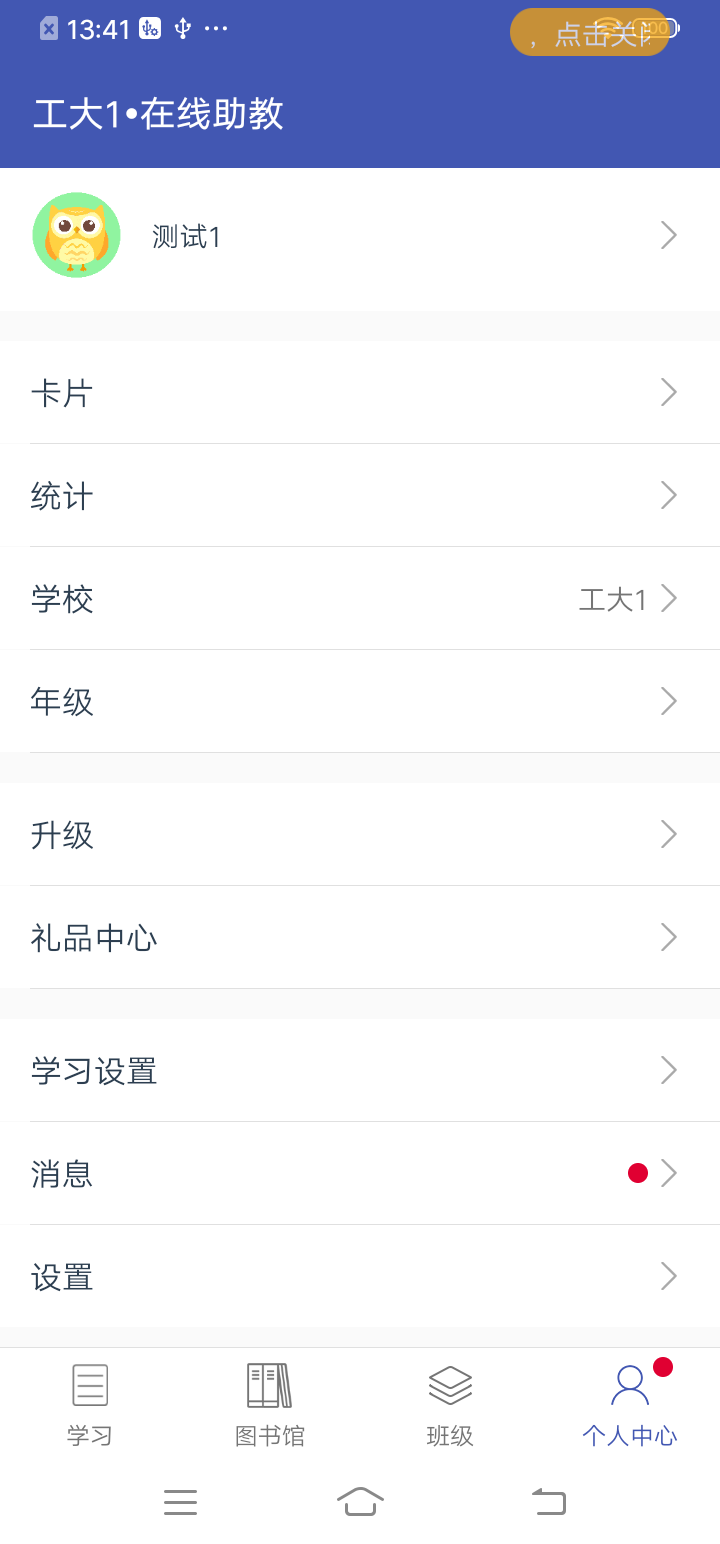 13:41
，点击关
100
工大1•在线助教
测试1
卡片
统计
学校
工大1
年级
升级
礼品中心
学习设置
消息
设置
学习
图书馆
班级
个人中心